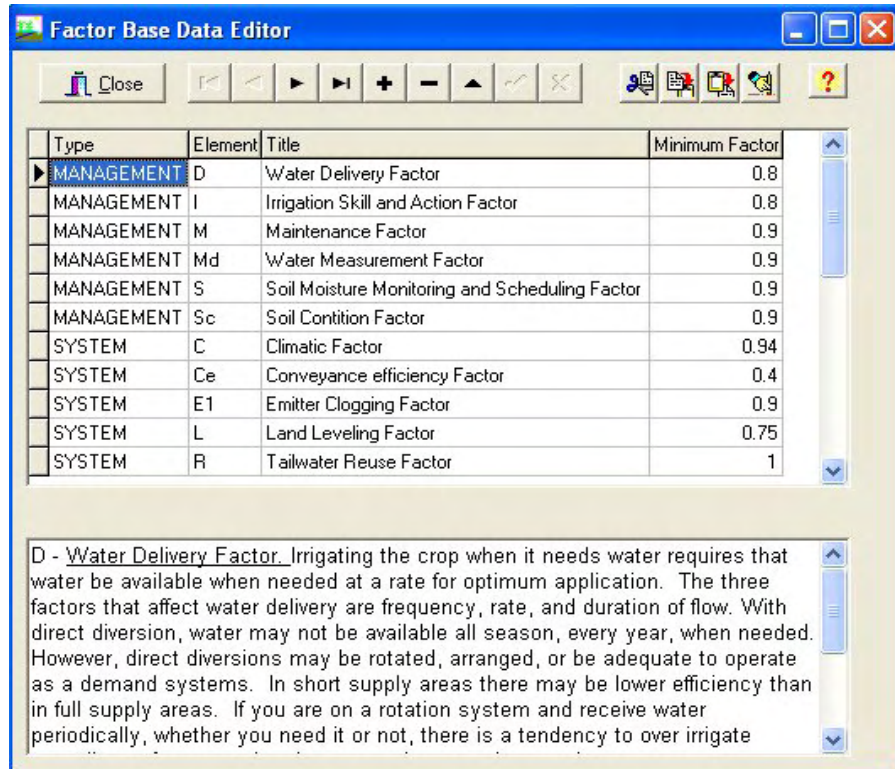 Factor Base Data Editor
Close
?
Type Element Title Minimum Factor
MANAGEMENT D Water Delivery Factor 0.8
MANAGEMENT I Irrigation Skill and Action Factor 0.8
MANAGEMENT M Maintenance Factor 0.9
MANAGEMENT Md Water Measurement Factor 0.9
MANAGEMENT S Soil Moisture Monitoring and Scheduling Factor 0.9
MANAGEMENT Sc Soil Contition Factor 0.9
SYSTEM C Climatic Factor 0.94
SYSTEM Ce Conveyance efficiency Factor 0.4
SYSTEM E1 Emitter Clogging Factor 0.9
SYSTEM L Land Leveling Factor 0.75
SYSTEM R Tailwater Reuse Factor 1
D - Water Delivery Factor. Irrigating the crop when it needs water requires that
water be available when needed at a rate for optimum application. The three
factors that affect water delivery are frequency, rate, and duration of flow. With
direct diversion, water may not be available all season, every year, when needed.
However, direct diversions may be rotated, arranged, or be adequate to operate
as a demand systems. In short supply areas there may be lower efficiency than
in full supply areas. If you are on a rotation system and receive water
periodically, whether you need it or not, there is a tendency to over irrigate